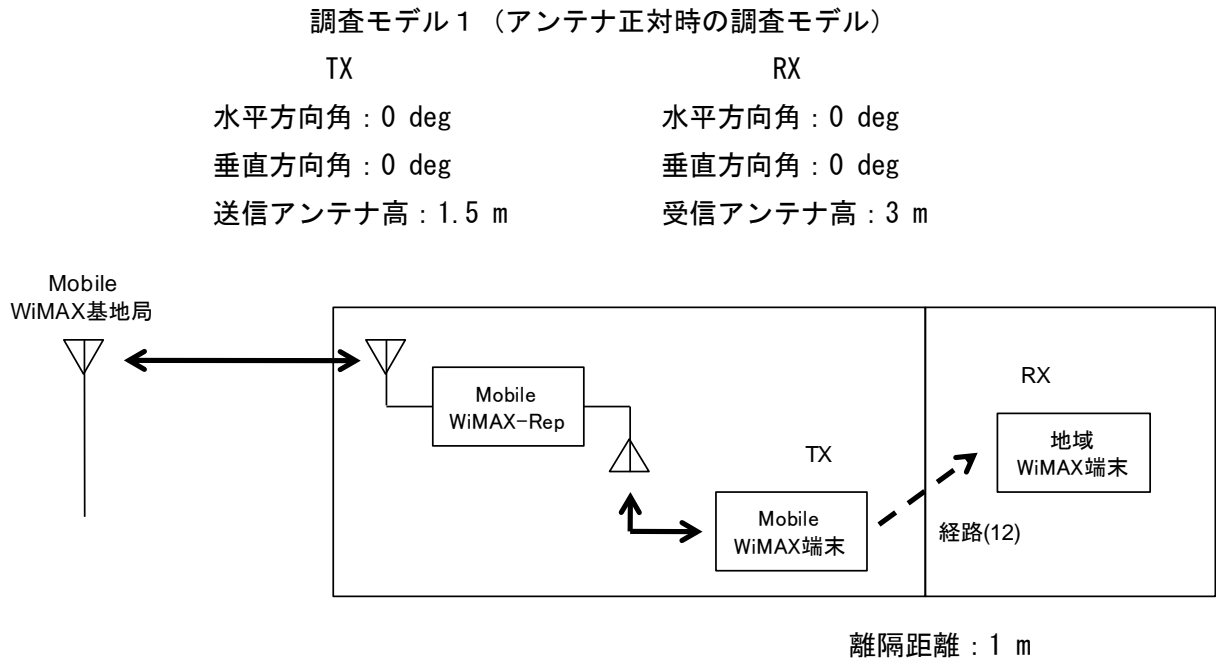 調査モデル１（アンテナ正対時の調査モデル）
TX
RX
水平方向角：0 deg
水平方向角：0 deg
垂直方向角：0 deg
垂直方向角：0 deg
送信アンテナ高：1.5 m
受信アンテナ高：3 m
Mobile
WiMAX基地局
Mobile
WiMAX-Rep
TX
Mobile
WiMAX端末
RX
地域
WiMAX端末
経路(12)
離隔距離：1 m